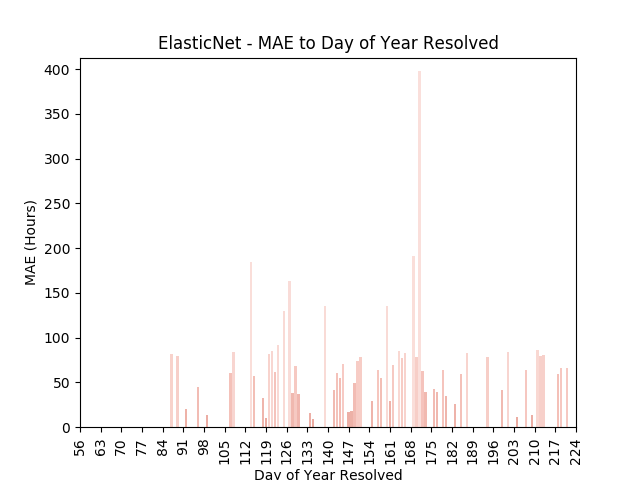 ElasticNet - MAE to Day of Year Resolved
MAE (Hours)
400
350
300
250
200
150
100
50
0
56 63 70 77 84 91 98 105 112 119 126 133 140 147 154 161 168 175 182 189 196 203 210 217 224
Day of Year Resolved